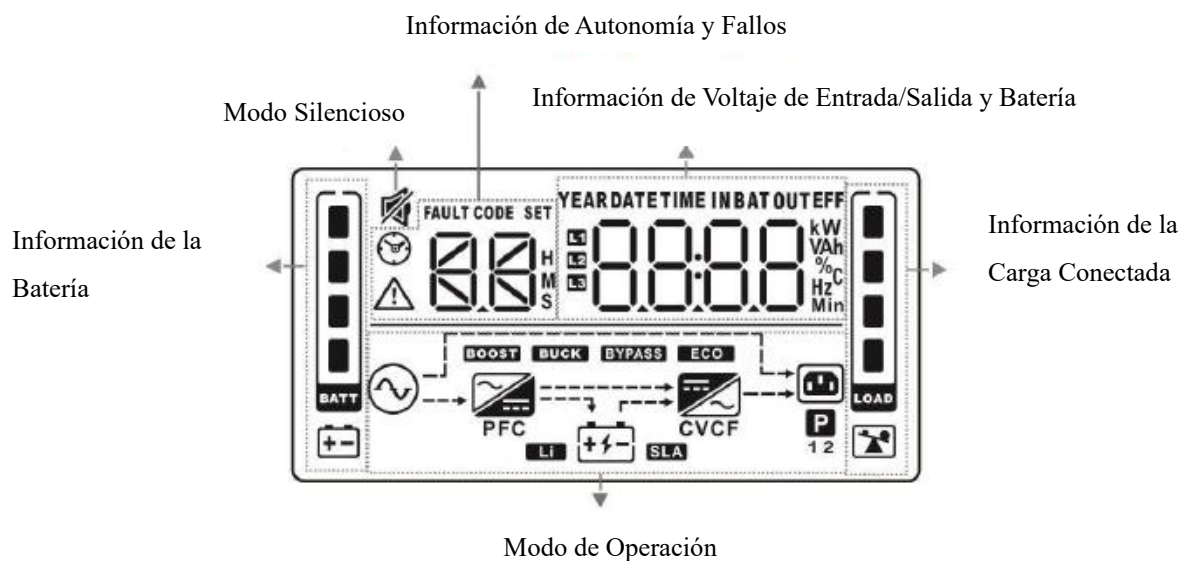 Información de Autonomía y Fallos
Información de Voltaje de Entrada/Salida y Batería
Modo Silencioso
Información de la
Batería
FAULT CODE SET
H
M
S
YEAR DATE TIME IN BAT OUT EFF
L1
L2
L3
88:88
kW
VAh
%
°C
Hz
Min
Información de la
Carga Conectada
BATT
BOOST BUCK BYPASS ECO
PFC
CVCF
Li
SLA
P
1 2
LOAD
Modo de Operación